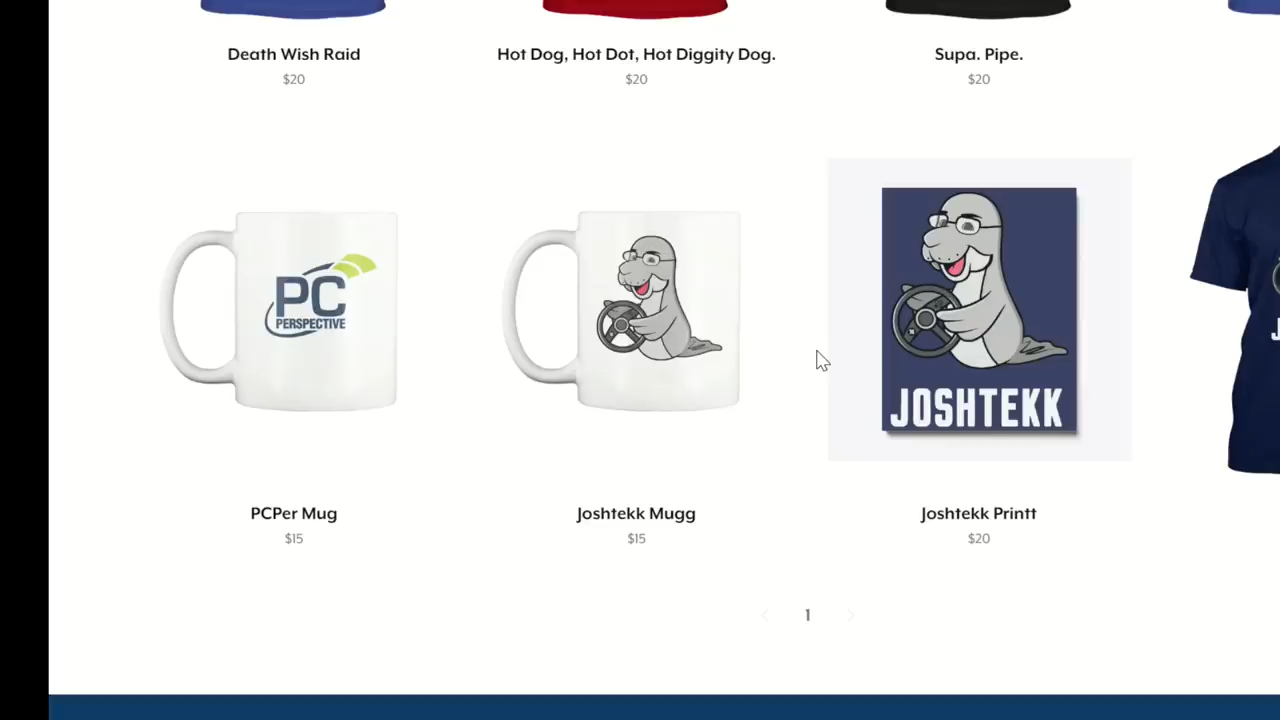 Death Wish Raid
$20
Hot Dog, Hot Dot, Hot Diggity Dog.
$20
Supa. Pipe.
$20
PC
PERSPECTIVE
JOSHTEKK
J
PCPer Mug
$15
Joshtekk Mugg
$15
Joshtekk Printt
$20
1